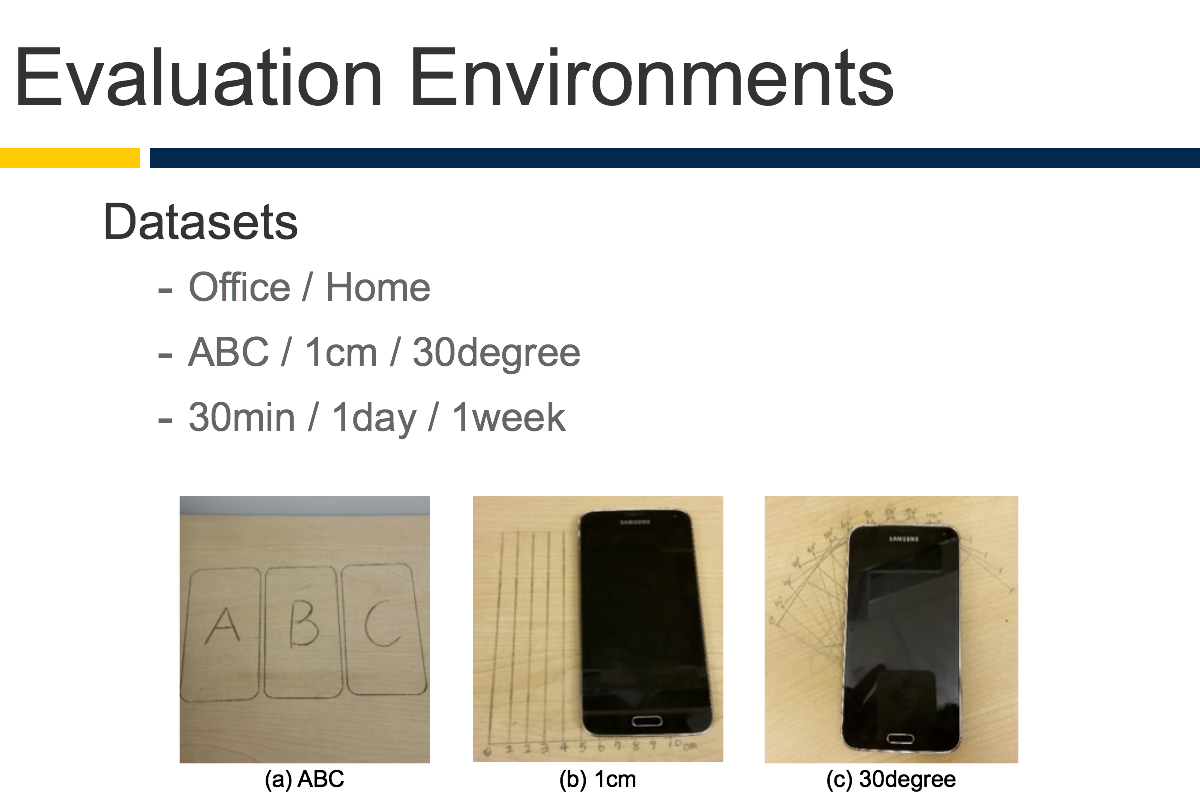 Evaluation Environments
Datasets
- Office / Home
- ABC / 1cm / 30degree
- 30min / 1day / 1week
A B C
SAMSUNG
0 1 2 3 4 5 6 7 8 9 10 cm
SAMSUNG
(a) ABC
(b) 1cm
(c) 30degree